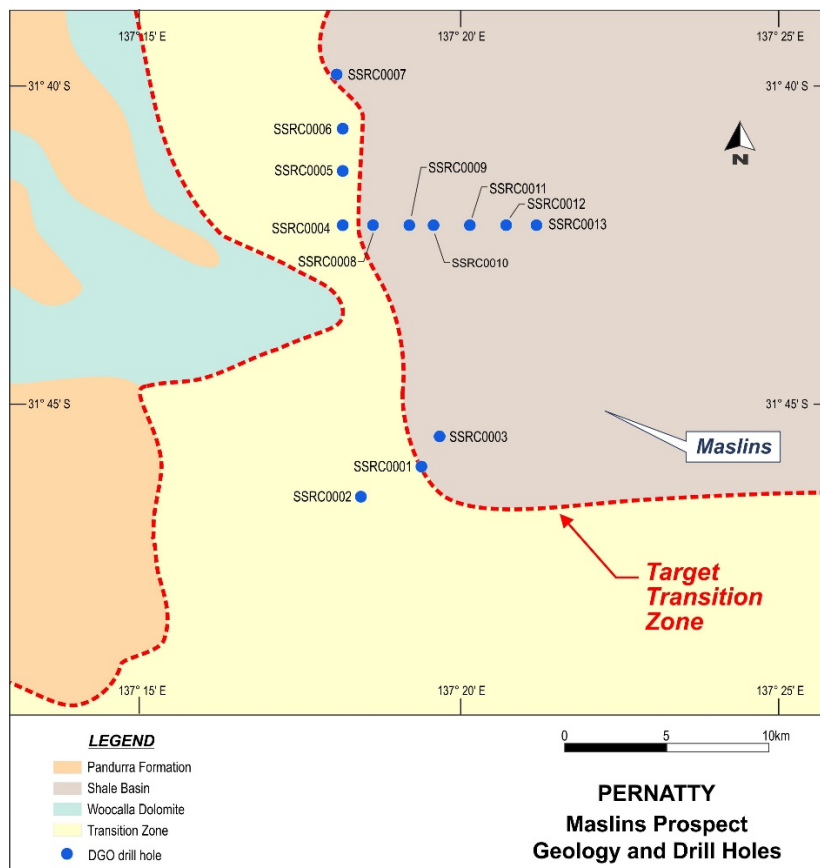 137° 15' E
137° 20' E
137° 25' E
31° 40' S
31° 40' S
SSRC0007
SSRC0006
N
SSRC0005
SSRC0009
SSRC0011
SSRC0012
SSRC0004
SSRC0013
SSRC0008
SSRC0010
31° 45' S
31° 45' S
SSRC0003
Maslins
SSRC0001
SSRC0002
Target
Transition
Zone
137° 15' E
137° 20' E
137° 25' E
LEGEND
Pandurra Formation
Shale Basin
Woocalla Dolomite
Transition Zone
DGO drill hole
0 5 10km
PERNATTY
Maslins Prospect
Geology and Drill Holes